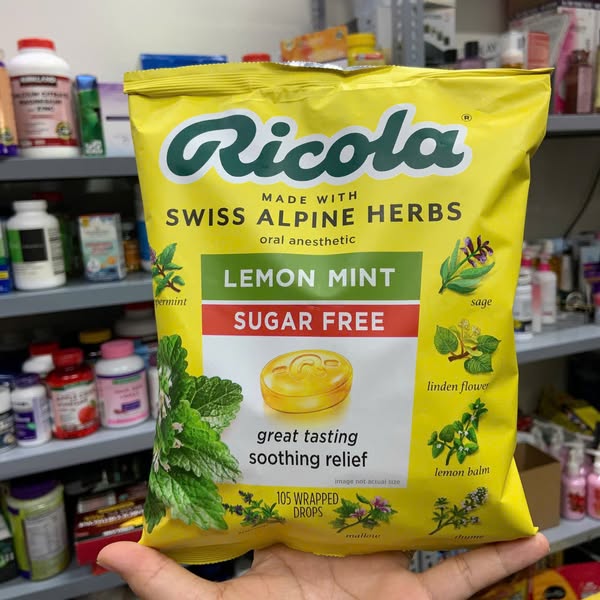 Ricola®
MADE WITH
SWISS ALPINE HERBS
oral anesthetic
LEMON MINT
SUGAR FREE
sage
linden flower
great tasting
soothing relief
lemon balm
image not actual size
105 WRAPPED
DROPS
mallow
thyme
KIRKLAND